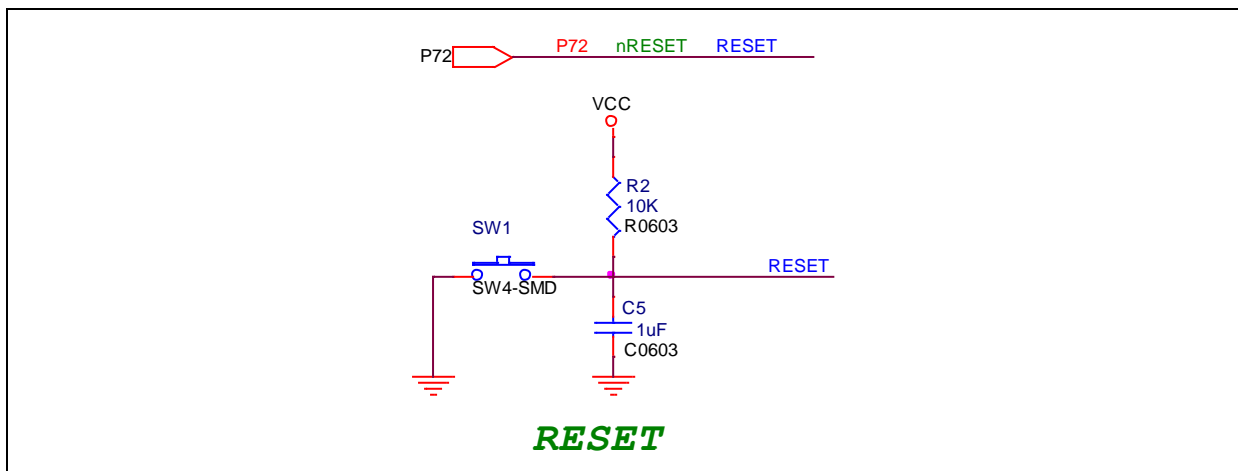 P72 P72 nRESET RESET
VCC
R2
10K
R0603
SW1
SW4-SMD
RESET
C5
1uF
C0603
RESET